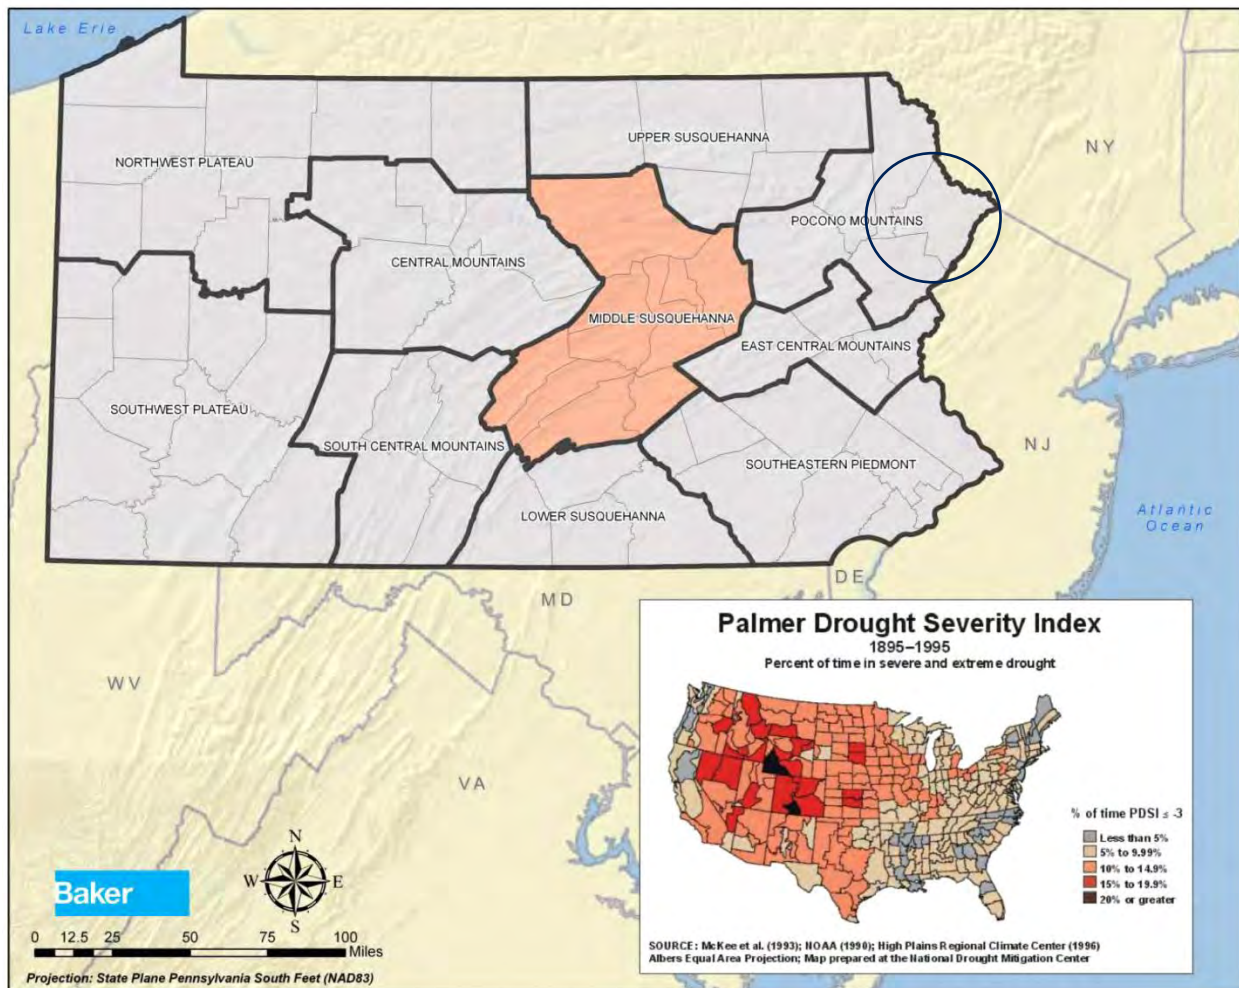 Lake Erie
NY
UPPER SUSQUEHANNA
NORTHWEST PLATEAU
POCONO MOUNTAINS
CENTRAL MOUNTAINS
MIDDLE SUSQUEHANNA
EAST CENTRAL MOUNTAINS
SOUTHWEST PLATEAU
SOUTH CENTRAL MOUNTAINS
NJ
SOUTHEASTERN PIEDMONT
LOWER SUSQUEHANNA
Atlantic
Ocean
DE
MD
WV
VA
Palmer Drought Severity Index
1895–1995
Percent of time in severe and extreme drought
% of time PDSI ≤ -3
Less than 5%
5% to 9.99%
10% to 14.9%
15% to 19.9%
20% or greater
SOURCE: McKee et al. (1993); NOAA (1990); High Plains Regional Climate Center (1996)
Albers Equal Area Projection; Map prepared at the National Drought Mitigation Center
N
W E
S
Baker
0 12.5 25 50 75 100
Miles
Projection: State Plane Pennsylvania South Feet (NAD83)